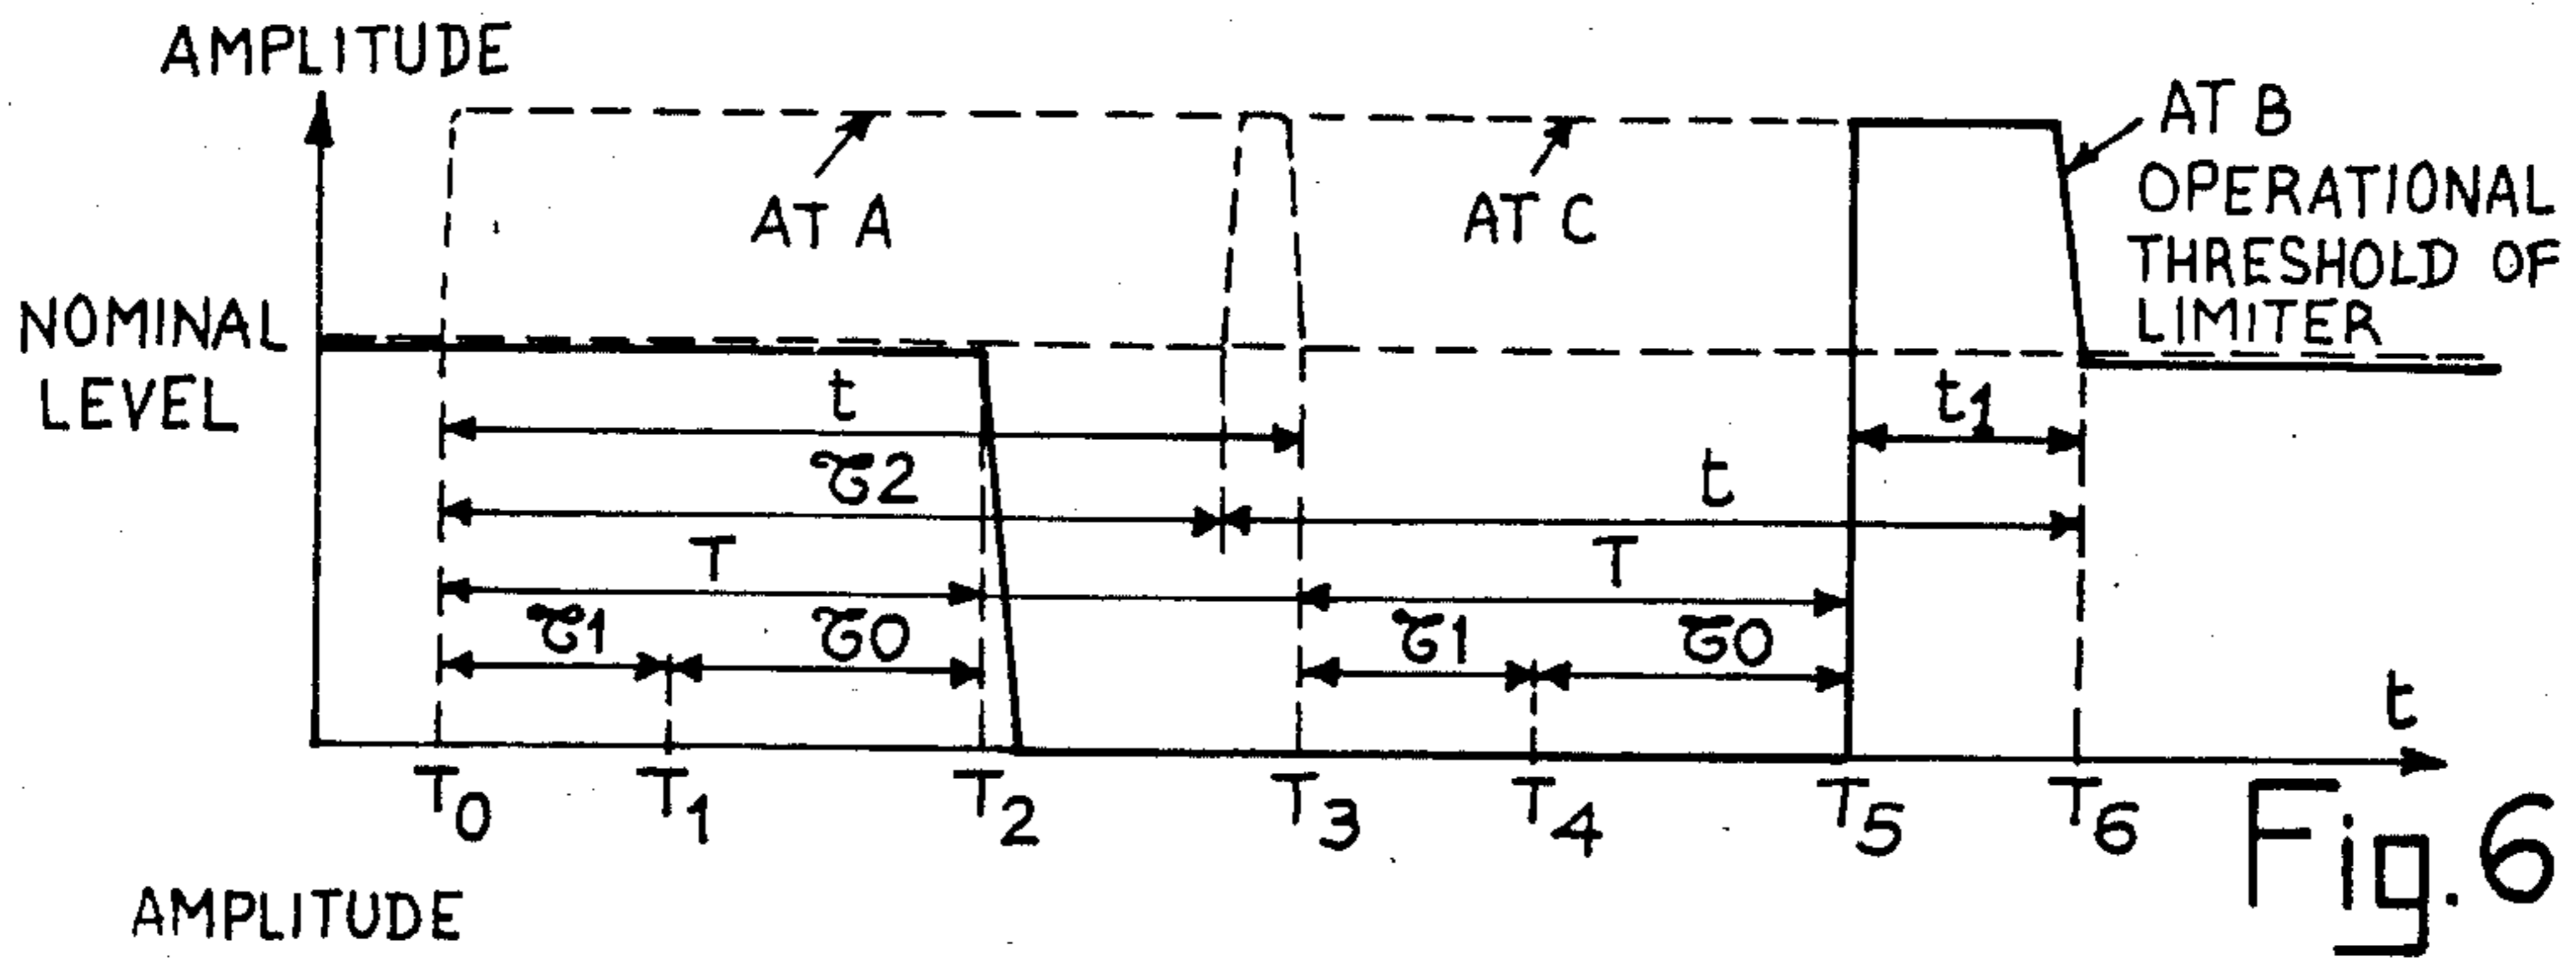 AMPLITUDE
AT A
AT C
AT B
OPERATIONAL
THRESHOLD OF
LIMITER
NOMINAL
LEVEL
t
t1
τ2
t
T
T
τ1
τ0
τ1
τ0
t
T0
T1
T2
T3
T4
T5
T6
Fig.6
AMPLITUDE